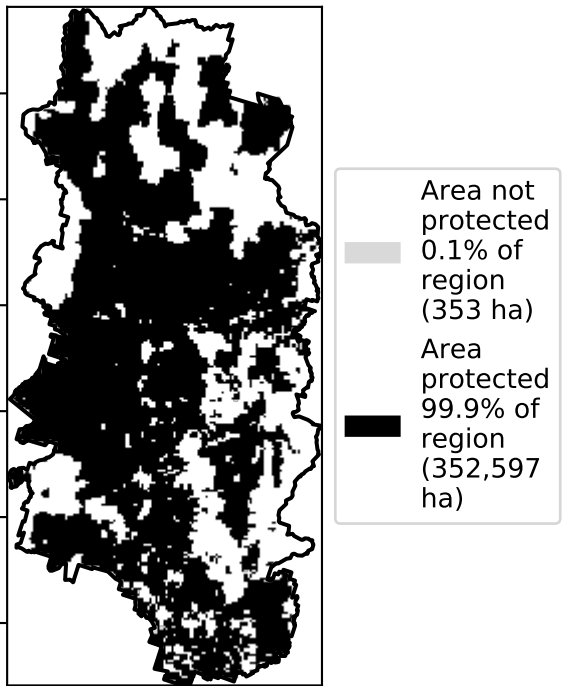 Area not
protected
0.1% of
region
(353 ha)
Area
protected
99.9% of
region
(352,597
ha)